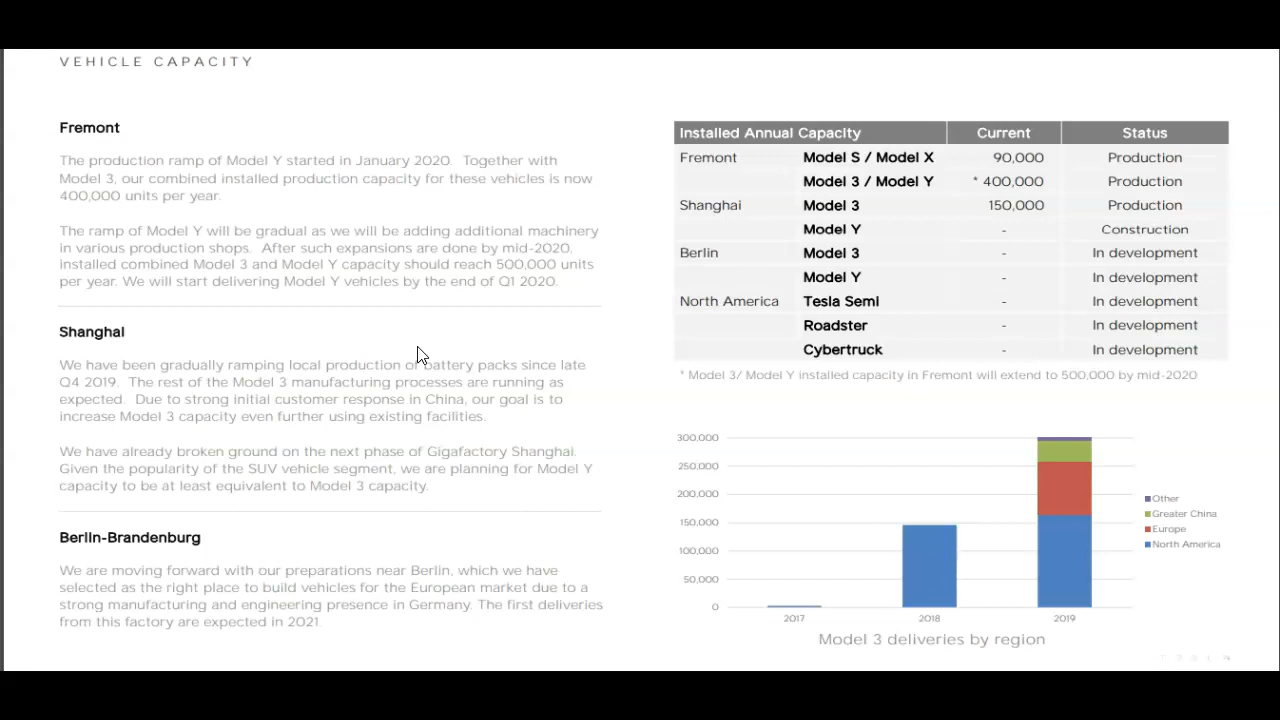 VEHICLE CAPACITY
Fremont
The production ramp of Model Y started in January 2020. Together with
Model 3, our combined installed production capacity for these vehicles is now
400,000 units per year.
The ramp of Model Y will be gradual as we will be adding additional machinery
in various production shops. After such expansions are done by mid-2020,
installed combined Model 3 and Model Y capacity should reach 500,000 units
per year. We will start delivering Model Y vehicles by the end of Q1 2020.
Shanghai
We have been gradually ramping local production of battery packs since late
Q4 2019. The rest of the Model 3 manufacturing processes are running as
expected. Due to strong initial customer response in China, our goal is to
increase Model 3 capacity even further using existing facilities.
We have already broken ground on the next phase of Gigafactory Shanghai.
Given the popularity of the SUV vehicle segment, we are planning for Model Y
capacity to be at least equivalent to Model 3 capacity.
Berlin-Brandenburg
We are moving forward with our preparations near Berlin, which we have
selected as the right place to build vehicles for the European market due to a
strong manufacturing and engineering presence in Germany. The first deliveries
from this factory are expected in 2021.
Installed Annual Capacity Current Status
Fremont Model S / Model X 90,000 Production
Model 3 / Model Y * 400,000 Production
Shanghai Model 3 150,000 Production
Model Y - Construction
Berlin Model 3 - In development
Model Y - In development
North America Tesla Semi - In development
Roadster - In development
Cybertruck - In development
* Model 3/ Model Y installed capacity in Fremont will extend to 500,000 by mid-2020
300,000
250,000
200,000
150,000
100,000
50,000
0
2017 2018 2019
Other
Greater China
Europe
North America
Model 3 deliveries by region